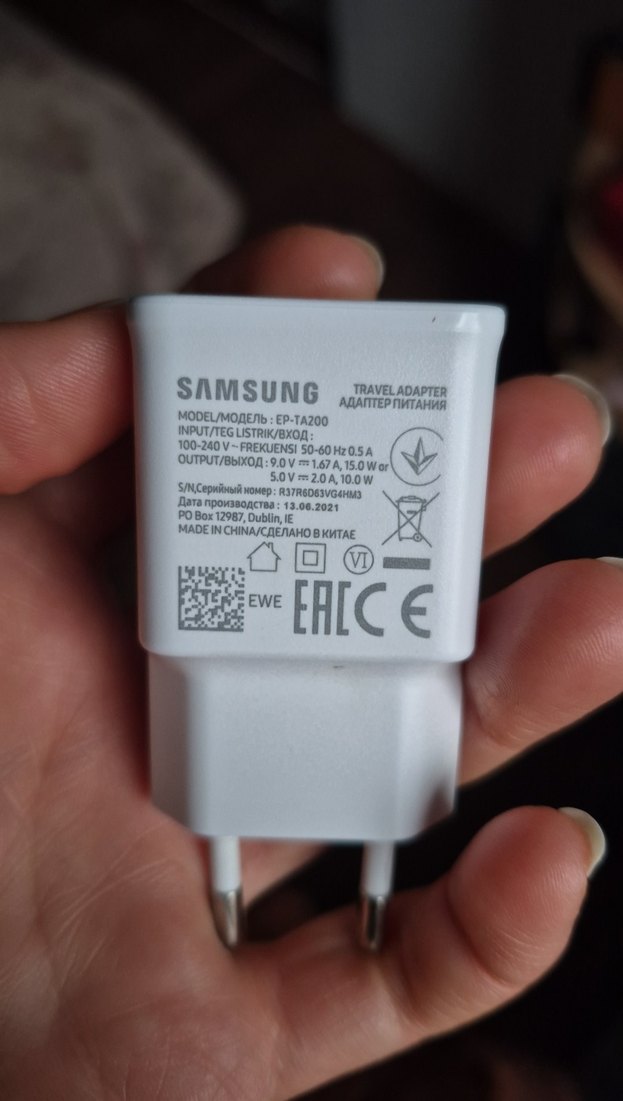 SAMSUNG
TRAVEL ADAPTER
АДАПТЕР ПИТАНИЯ
MODEL/МОДЕЛЬ : EP-TA200
INPUT/TEG LISTRIK/ВХОД :
100-240 V ~ FREKUENSI 50-60 Hz 0.5 A
OUTPUT/ВЫХОД : 9.0 V ⎓ 1.67 A, 15.0 W or
5.0 V ⎓ 2.0 A, 10.0 W
S/N,Серийный номер : R37R6D63VG4HM3
Дата производства : 13.06.2021
PO Box 12987, Dublin, IE
MADE IN CHINA/СДЕЛАНО В КИТАЕ
VI
EWE
EAC CE